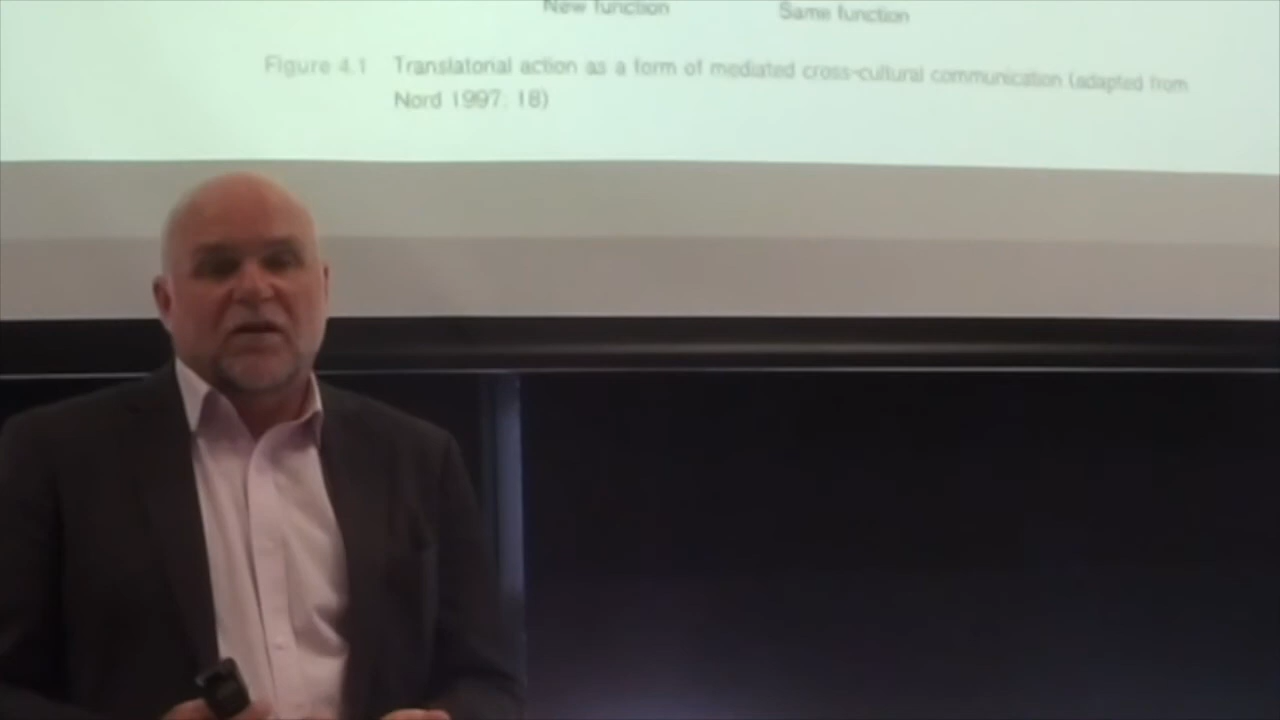 New function Same function
Figure 4.1 Translatonal action as a form of mediated cross-cultural communication (adapted from
Nord 1997: 18)